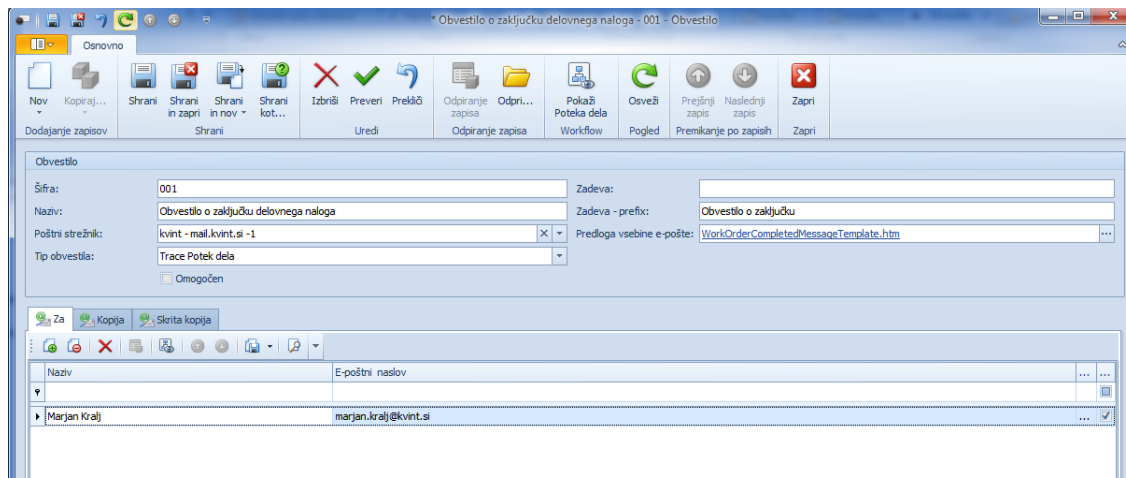 * Obvestilo o zaključku delovnega naloga - 001 - Obvestilo
Osnovno
Nov Kopiraj... Shrani Shrani in zapri Shrani in nov Shrani kot... Izbriši Preveri Prekliči Odpiranje zapisa Odpri... Pokaži Poteka dela Osveži Prejšnji zapis Naslednji zapis Zapri
Dodajanje zapisov Shrani Uredi Odpiranje zapisa Workflow Pogled Premikanje po zapisih Zapri
Obvestilo
Šifra: 001 Zadeva:
Naziv: Obvestilo o zaključku delovnega naloga Zadeva - prefix: Obvestilo o zaključku
Poštni strežnik: kvint - mail.kvint.si -1 Predloga vsebine e-pošte: WorkOrderCompletedMessageTemplate.htm
Tip obvestila: Trace Potek dela
Omogočen
Za Kopija Skrita kopija
Naziv E-poštni naslov ... ...
Marjan Kralj marjan.kralj@kvint.si ...